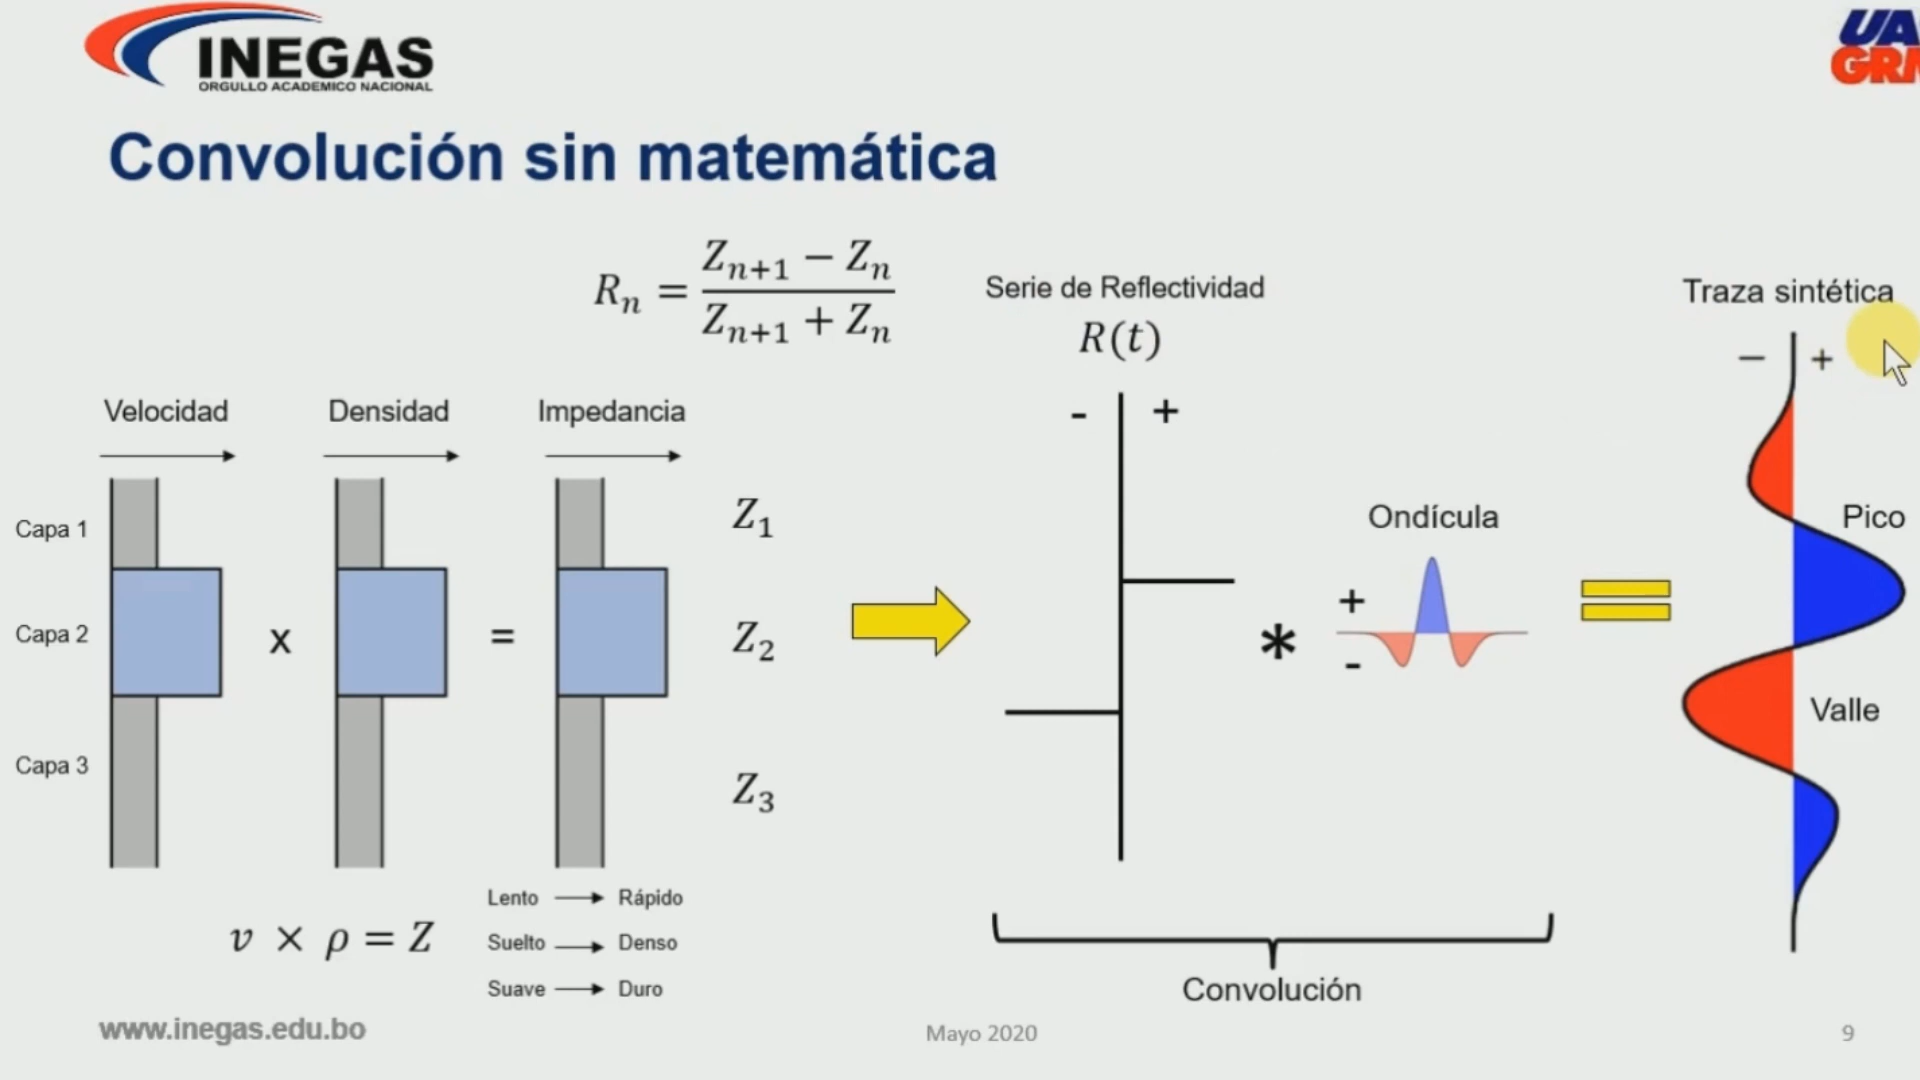 INEGAS
ORGULLO ACADEMICO NACIONAL
UA
GR
Convolución sin matemática
R_n = (Z_{n+1} − Z_n) / (Z_{n+1} + Z_n)
Serie de Reflectividad
R(t)
- +
Traza sintética
− +
Velocidad
Densidad
Impedancia
Capa 1
Capa 2
Capa 3
x
=
Z_1
Z_2
Z_3
*
Ondícula
+
-
Pico
Valle
v × ρ = Z
Lento Rápido
Suelto Denso
Suave Duro
Convolución
www.inegas.edu.bo
Mayo 2020
9